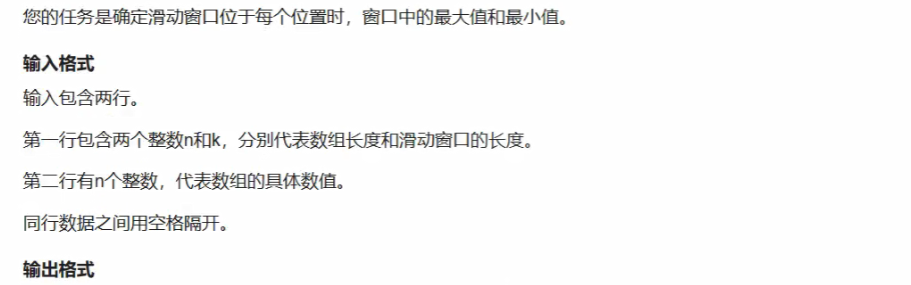 您的任务是确定滑动窗口位于每个位置时，窗口中的最大值和最小值。
输入格式
输入包含两行。
第一行包含两个整数n和k，分别代表数组长度和滑动窗口的长度。
第二行有n个整数，代表数组的具体数值。
同行数据之间用空格隔开。
输出格式